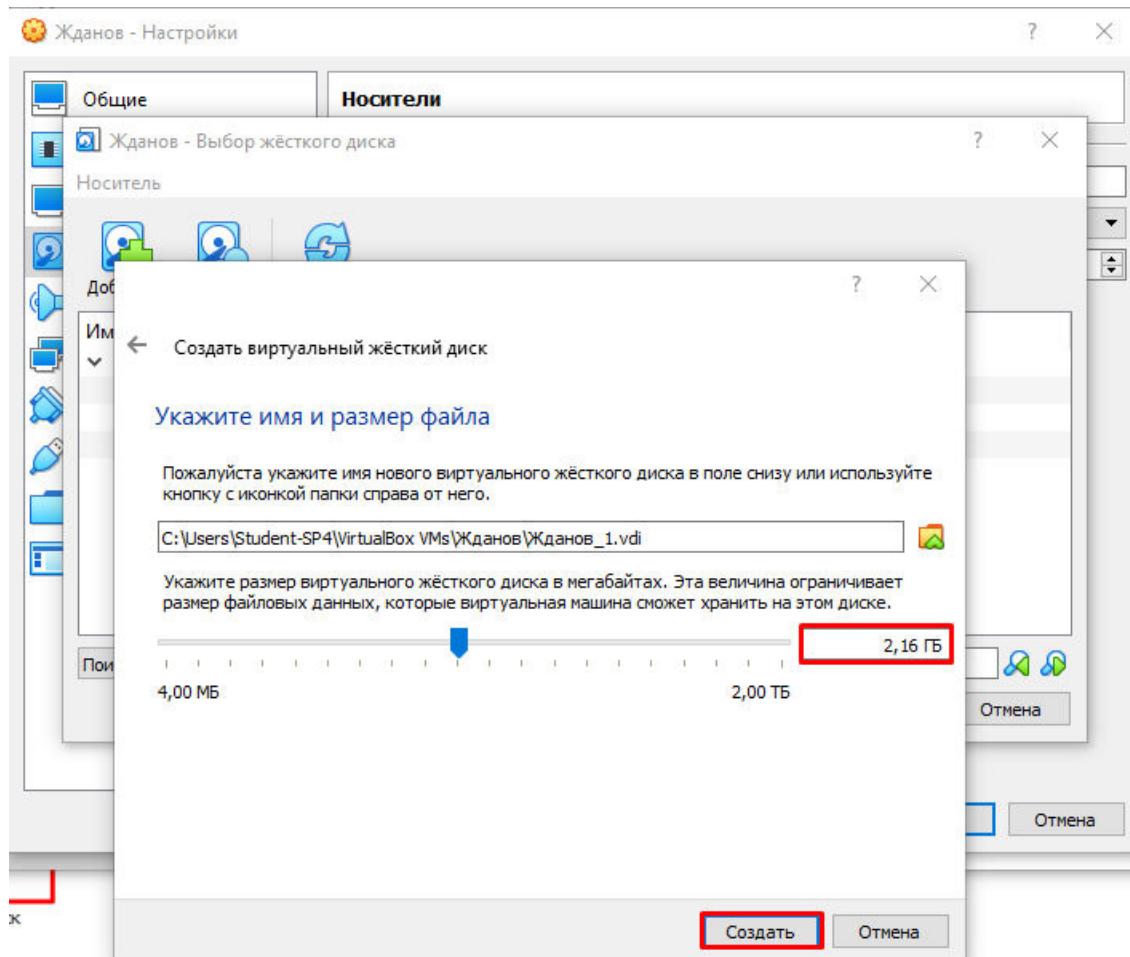 Жданов - Настройки
Общие
Носители
Жданов - Выбор жёсткого диска
Носитель
Создать виртуальный жёсткий диск
Укажите имя и размер файла
Пожалуйста укажите имя нового виртуального жёсткого диска в поле снизу или используйте
кнопку с иконкой папки справа от него.
C:\Users\Student-SP4\VirtualBox VMs\Жданов\Жданов_1.vdi
Укажите размер виртуального жёсткого диска в мегабайтах. Эта величина ограничивает
размер файловых данных, которые виртуальная машина сможет хранить на этом диске.
2,16 ГБ
4,00 МБ
2,00 ТБ
Отмена
Отмена
Создать
Отмена